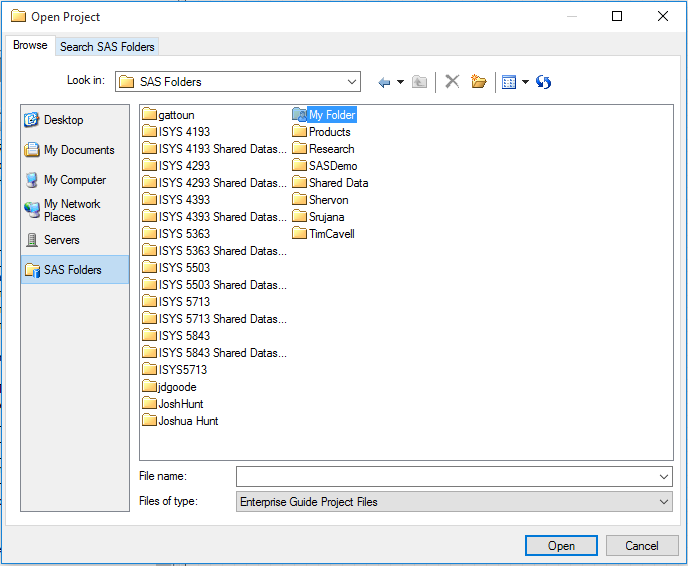 Open Project
Browse
Search SAS Folders
Look in:
SAS Folders
Desktop
My Documents
My Computer
My Network
Places
Servers
SAS Folders
gattoun
ISYS 4193
ISYS 4193 Shared Datas...
ISYS 4293
ISYS 4293 Shared Datas...
ISYS 4393
ISYS 4393 Shared Datas...
ISYS 5363
ISYS 5363 Shared Datas...
ISYS 5503
ISYS 5503 Shared Datas...
ISYS 5713
ISYS 5713 Shared Datas...
ISYS 5843
ISYS 5843 Shared Datas...
ISYS5713
jdgoode
JoshHunt
Joshua Hunt
My Folder
Products
Research
SASDemo
Shared Data
Shervon
Srujana
TimCavell
File name:
Files of type:
Enterprise Guide Project Files
Open
Cancel